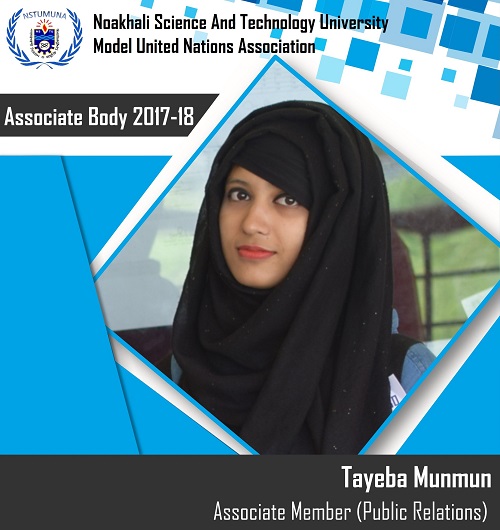 NSTUMUNA
Noakhali Science And Technology University
Model United Nations Association
Associate Body 2017-18
Tayeba Munmun
Associate Member (Public Relations)